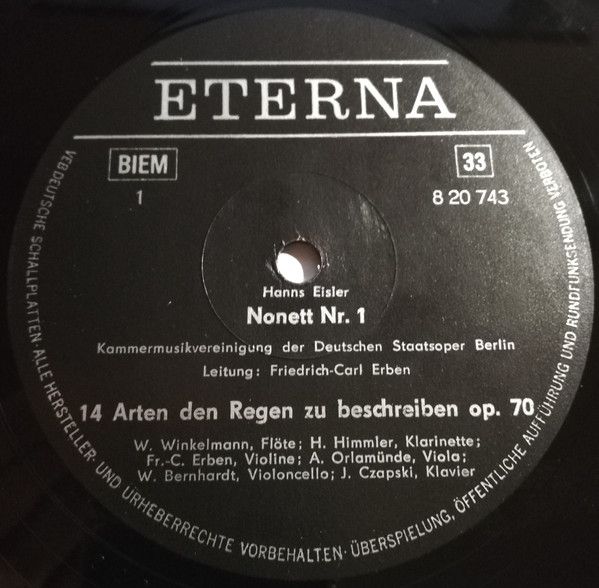 ETERNA
BIEM
33
1
8 20 743
Hanns Eisler
Nonett Nr. 1
Kammermusikvereinigung der Deutschen Staatsoper Berlin
Leitung: Friedrich-Carl Erben
14 Arten den Regen zu beschreiben op. 70
W. Winkelmann, Flöte; H. Himmler, Klarinette;
Fr.-C. Erben, Violine; A. Orlamünde, Viola;
W. Bernhardt, Violoncello; J. Czapski, Klavier
VEB DEUTSCHE SCHALLPLATTEN · ALLE HERSTELLER- UND URHEBERRECHTE VORBEHALTEN · ÜBERSPIELUNG, ÖFFENTLICHE AUFFÜHRUNG UND RUNDFUNKSENDUNG VERBOTEN